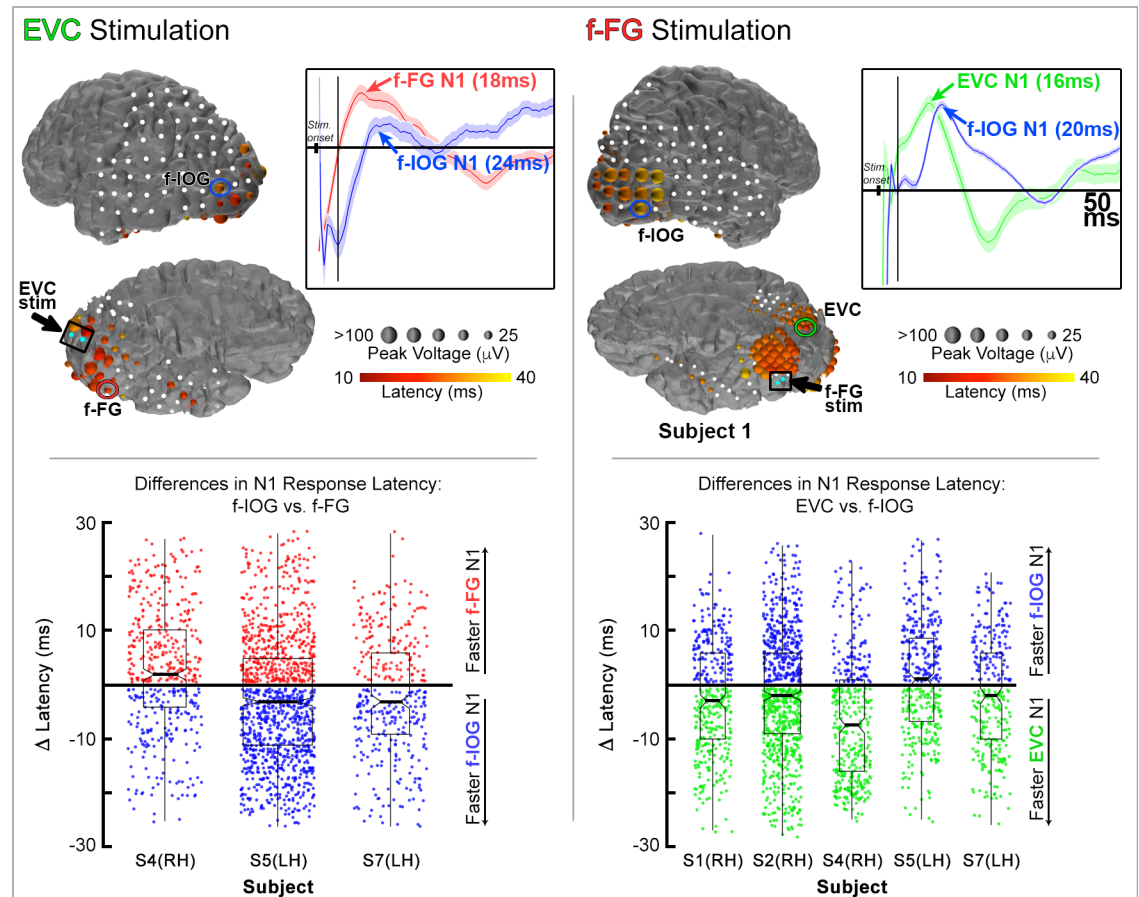 EVC Stimulation
f-IOG
EVC
stim
f-FG
Stim.
onset
f-FG N1 (18ms)
f-IOG N1 (24ms)
>100
25
Peak Voltage (μV)
10
40
Latency (ms)
f-FG Stimulation
f-IOG
EVC
f-FG
stim
Subject 1
Stim.
onset
EVC N1 (16ms)
f-IOG N1 (20ms)
50
ms
>100
25
Peak Voltage (μV)
10
40
Latency (ms)
Differences in N1 Response Latency:
f-IOG vs. f-FG
Δ Latency (ms)
30
10
-10
-30
Faster f-FG N1
Faster f-IOG N1
S4(RH)
S5(LH)
S7(LH)
Subject
Differences in N1 Response Latency:
EVC vs. f-IOG
Δ Latency (ms)
30
10
-10
-30
Faster f-IOG N1
Faster EVC N1
S1(RH)
S2(RH)
S4(RH)
S5(LH)
S7(LH)
Subject